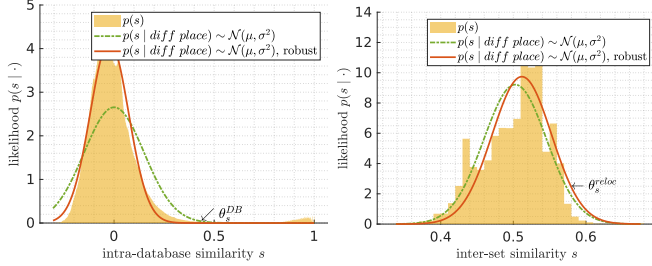 5
4
3
2
1
0
likelihood p(s | ·)
p(s)
p(s | diff place) ∼ N(μ, σ²)
p(s | diff place) ∼ N(μ, σ²), robust
θ_s^{DB}
0 0.5 1
intra-database similarity s
14
12
10
8
6
4
2
0
likelihood p(s | ·)
p(s)
p(s | diff place) ∼ N(μ, σ²)
p(s | diff place) ∼ N(μ, σ²), robust
θ_s^{reloc}
0.4 0.5 0.6
inter-set similarity s